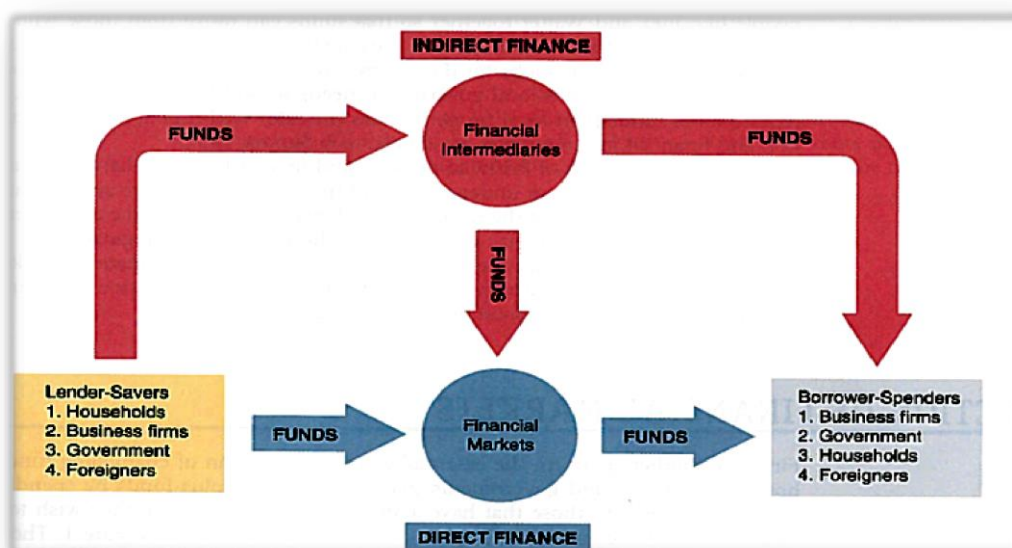 INDIRECT FINANCE
FUNDS
Financial
Intermediaries
FUNDS
FUNDS
Lender-Savers
1. Households
2. Business firms
3. Government
4. Foreigners
FUNDS
Financial
Markets
FUNDS
Borrower-Spenders
1. Business firms
2. Government
3. Households
4. Foreigners
DIRECT FINANCE